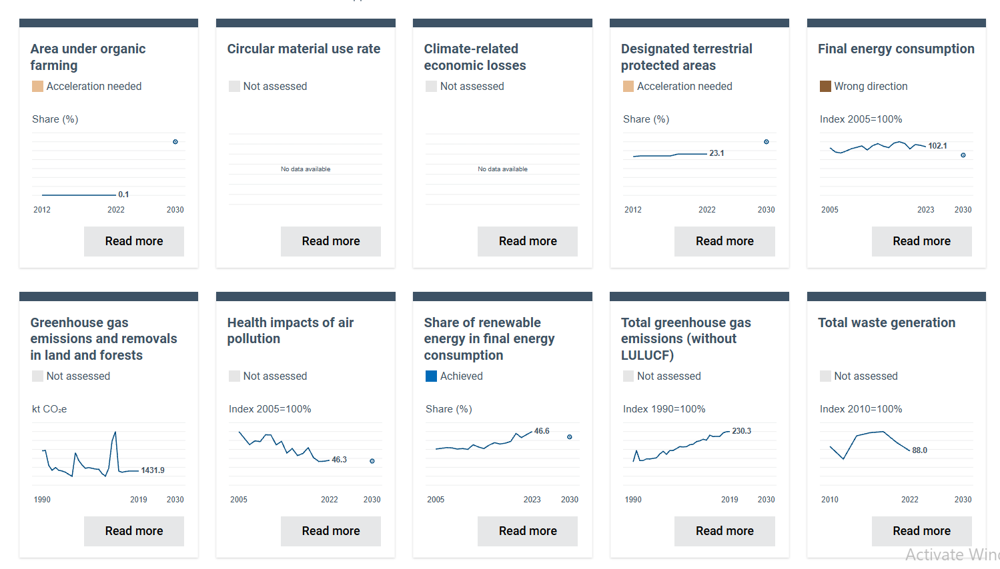 Area under organic
farming
Acceleration needed
Share (%)
0.1
2012 2022 2030
Read more
Circular material use rate
Not assessed
No data available
Read more
Climate-related
economic losses
Not assessed
No data available
Read more
Designated terrestrial
protected areas
Acceleration needed
Share (%)
23.1
2012 2022 2030
Read more
Final energy consumption
Wrong direction
Index 2005=100%
102.1
2005 2023 2030
Read more
Greenhouse gas
emissions and removals
in land and forests
Not assessed
kt CO₂e
1431.9
1990 2019 2030
Read more
Health impacts of air
pollution
Not assessed
Index 2005=100%
46.3
2005 2022 2030
Read more
Share of renewable
energy in final energy
consumption
Achieved
Share (%)
46.6
2005 2023 2030
Read more
Total greenhouse gas
emissions (without
LULUCF)
Not assessed
Index 1990=100%
230.3
1990 2019 2030
Read more
Total waste generation
Not assessed
Index 2010=100%
88.0
2010 2022 2030
Read more
Activate Win